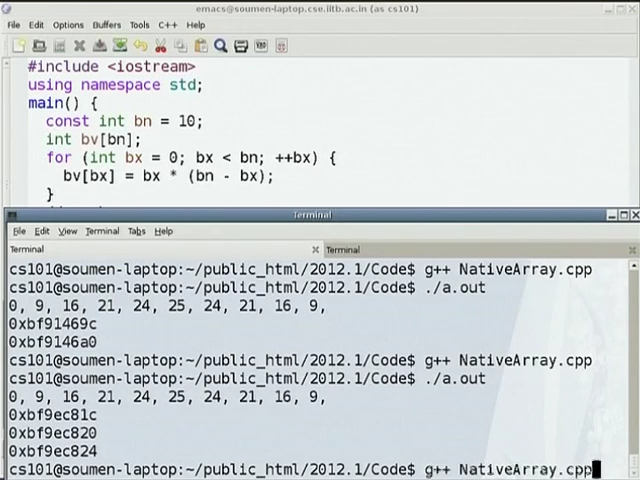 emacs@soumen-laptop.cse.iitb.ac.in (as cs101)
File Edit Options Buffers Tools C++ Help
#include <iostream>
using namespace std;
main() {
const int bn = 10;
int bv[bn];
for (int bx = 0; bx < bn; ++bx) {
bv[bx] = bx * (bn - bx);
}
Terminal
File Edit View Terminal Tabs Help
Terminal
Terminal
cs101@soumen-laptop:~/public_html/2012.1/Code$ g++ NativeArray.cpp
cs101@soumen-laptop:~/public_html/2012.1/Code$ ./a.out
0, 9, 16, 21, 24, 25, 24, 21, 16, 9,
0xbf91469c
0xbf9146a0
cs101@soumen-laptop:~/public_html/2012.1/Code$ g++ NativeArray.cpp
cs101@soumen-laptop:~/public_html/2012.1/Code$ ./a.out
0, 9, 16, 21, 24, 25, 24, 21, 16, 9,
0xbf9ec81c
0xbf9ec820
0xbf9ec824
cs101@soumen-laptop:~/public_html/2012.1/Code$ g++ NativeArray.cpp